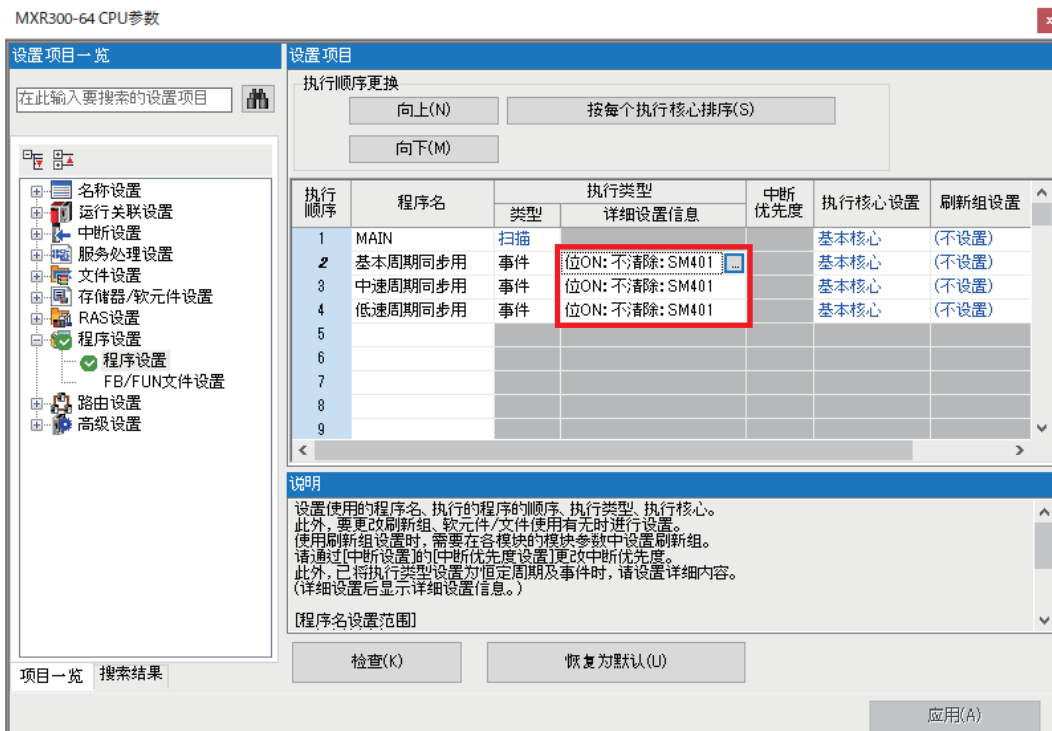 MXR300-64 CPU参数
设置项目一览
在此输入要搜索的设置项目
名称设置
运行关联设置
中断设置
服务处理设置
文件设置
存储器/软元件设置
RAS设置
程序设置
程序设置
FB/FUN文件设置
路由设置
高级设置
项目一览 搜索结果
设置项目
执行顺序更换
向上(N) 按每个执行核心排序(S)
向下(M)
执行顺序 程序名 执行类型 中断优先度 执行核心设置 刷新组设置
类型 详细设置信息
1 MAIN 扫描 基本核心 (不设置)
2 基本周期同步用 事件 位ON:不清除:SM401 ... 基本核心 (不设置)
3 中速周期同步用 事件 位ON:不清除:SM401 基本核心 (不设置)
4 低速周期同步用 事件 位ON:不清除:SM401 基本核心 (不设置)
5
6
7
8
9
说明
设置使用的程序名、执行的程序的顺序、执行类型、执行核心。
此外,要更改刷新组、软元件/文件使用有无时进行设置。
使用刷新组设置时,需要在各模块的模块参数中设置刷新组。
请通过[中断设置]的[中断优先度设置]更改中断优先度。
此外,已将执行类型设置为恒定周期及事件时,请设置详细内容。
(详细设置后显示详细设置信息。)
[程序名设置范围]
检查(K) 恢复为默认(U)
应用(A)